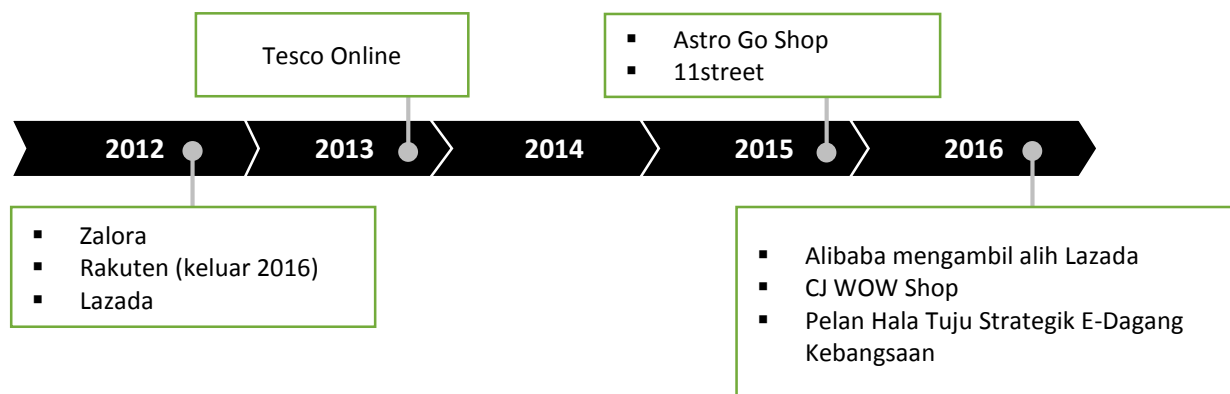 Tesco Online
▪ Astro Go Shop
▪ 11street
2012
2013
2014
2015
2016
▪ Zalora
▪ Rakuten (keluar 2016)
▪ Lazada
▪ Alibaba mengambil alih Lazada
▪ CJ WOW Shop
▪ Pelan Hala Tuju Strategik E-Dagang
Kebangsaan